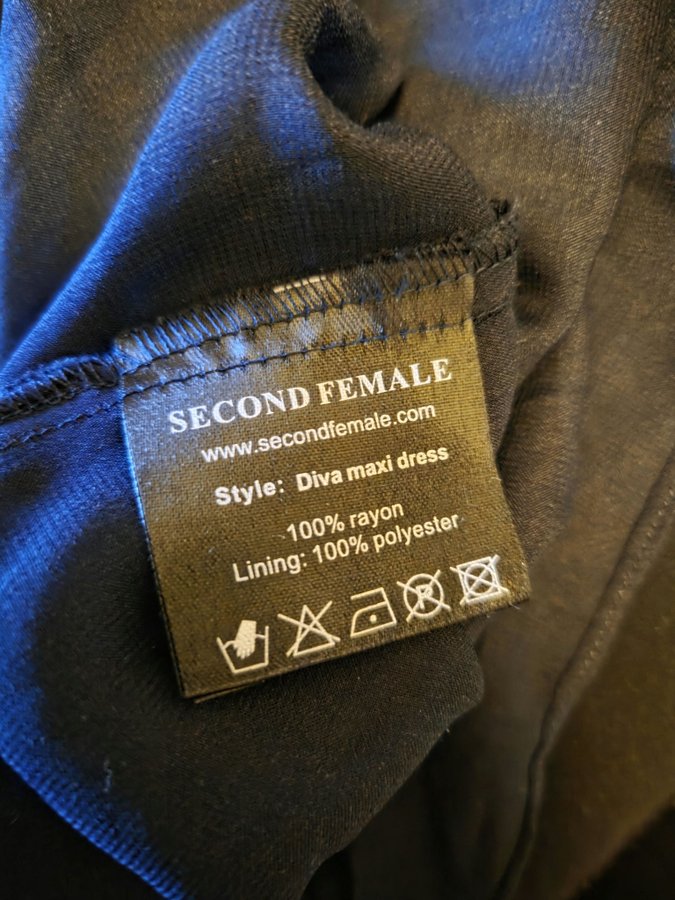 SECOND FEMALE
www.secondfemale.com
Style: Diva maxi dress
100% rayon
Lining: 100% polyester
P